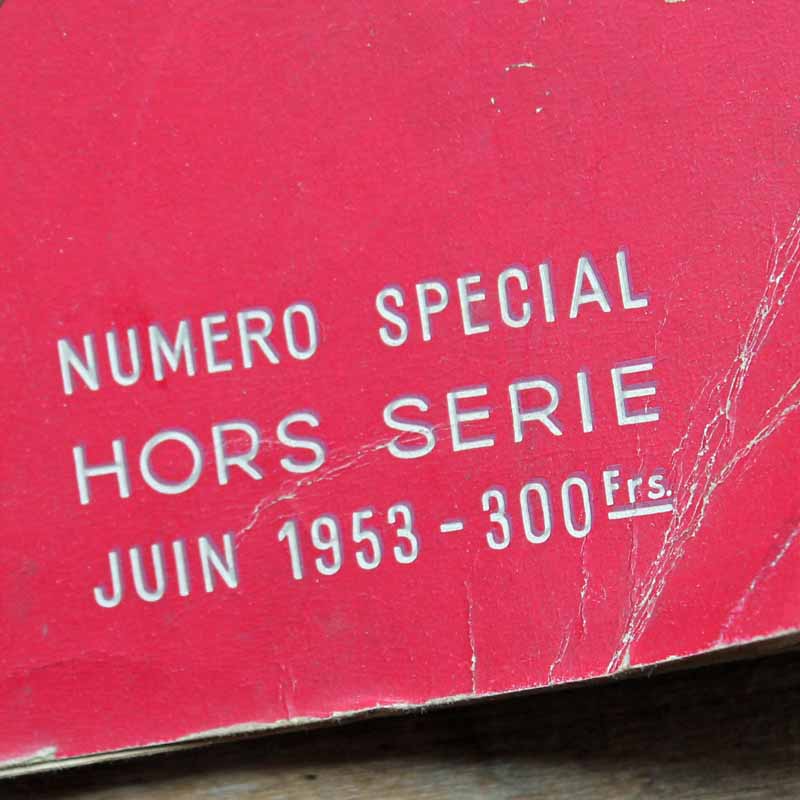 NUMERO SPECIAL
HORS SERIE
JUIN 1953-300 Frs.